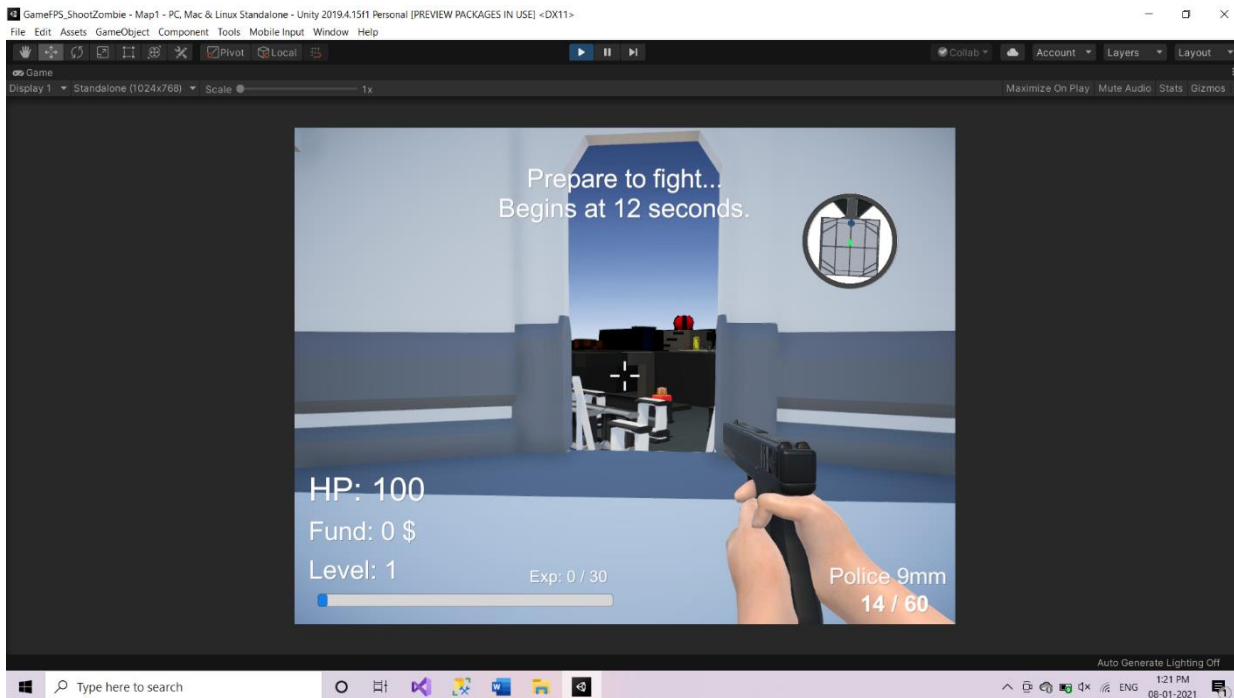 GameFPS_ShootZombie - Map1 - PC, Mac & Linux Standalone - Unity 2019.4.15f1 Personal [PREVIEW PACKAGES IN USE] <DX11>
File Edit Assets GameObject Component Tools Mobile Input Window Help
Pivot Local Collab Account Layers Layout
Game
Display 1 Standalone (1024x768) Scale 1x Maximize On Play Mute Audio Stats Gizmos
Prepare to fight...
Begins at 12 seconds.
HP: 100
Fund: 0 $
Level: 1
Exp: 0 / 30
Police 9mm
14 / 60
Auto Generate Lighting Off
Type here to search
ENG
1:21 PM
08-01-2021